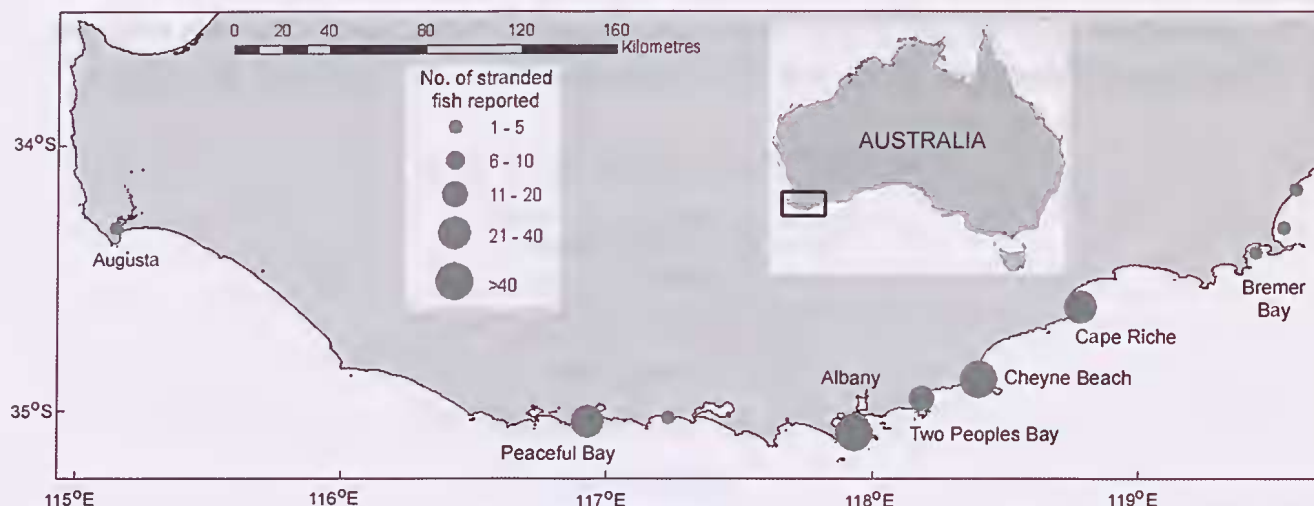 0 20 40 80 120 160
Kilometres
No. of stranded
fish reported
1 - 5
6 - 10
11 - 20
21 - 40
>40
AUSTRALIA
34°S
35°S
Augusta
Peaceful Bay
Albany
Two Peoples Bay
Cheyne Beach
Cape Riche
Bremer
Bay
115°E 116°E 117°E 118°E 119°E